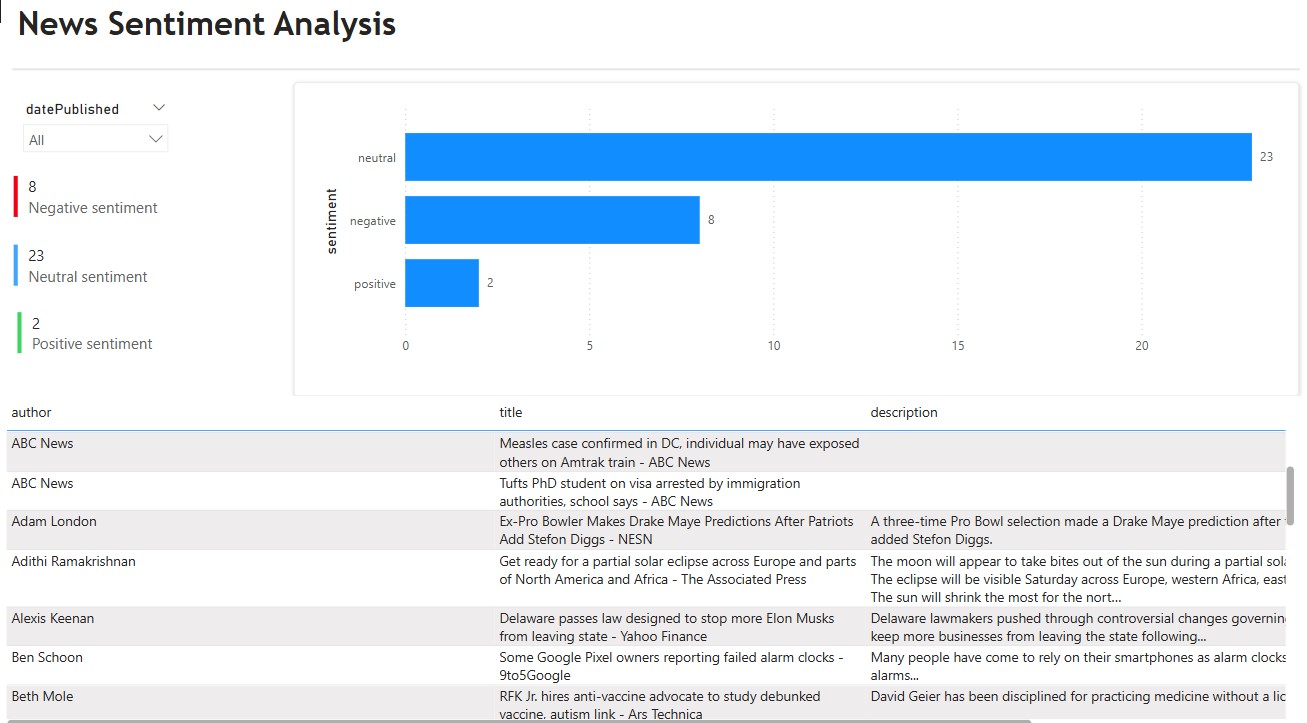 News Sentiment Analysis
datePublished
All
8
Negative sentiment
23
Neutral sentiment
2
Positive sentiment
sentiment
neutral
23
negative
8
positive
2
0
5
10
15
20
author
title
description
ABC News
Measles case confirmed in DC, individual may have exposed
others on Amtrak train - ABC News
ABC News
Tufts PhD student on visa arrested by immigration
authorities, school says - ABC News
Adam London
Ex-Pro Bowler Makes Drake Maye Predictions After Patriots
Add Stefon Diggs - NESN
A three-time Pro Bowl selection made a Drake Maye prediction after
added Stefon Diggs.
Adithi Ramakrishnan
Get ready for a partial solar eclipse across Europe and parts
of North America and Africa - The Associated Press
The moon will appear to take bites out of the sun during a partial
The eclipse will be visible Saturday across Europe, western Africa,
The sun will shrink the most for the nort...
Alexis Keenan
Delaware passes law designed to stop more Elon Musks
from leaving state - Yahoo Finance
Delaware lawmakers pushed through controversial changes
keep more businesses from leaving the state following...
Ben Schoon
Some Google Pixel owners reporting failed alarm clocks -
9to5Google
Many people have come to rely on their smartphones as alarm clocks
alarms...
Beth Mole
RFK Jr. hires anti-vaccine advocate to study debunked
vaccine, autism link - Ars Technica
David Geier has been disciplined for practicing medicine without a